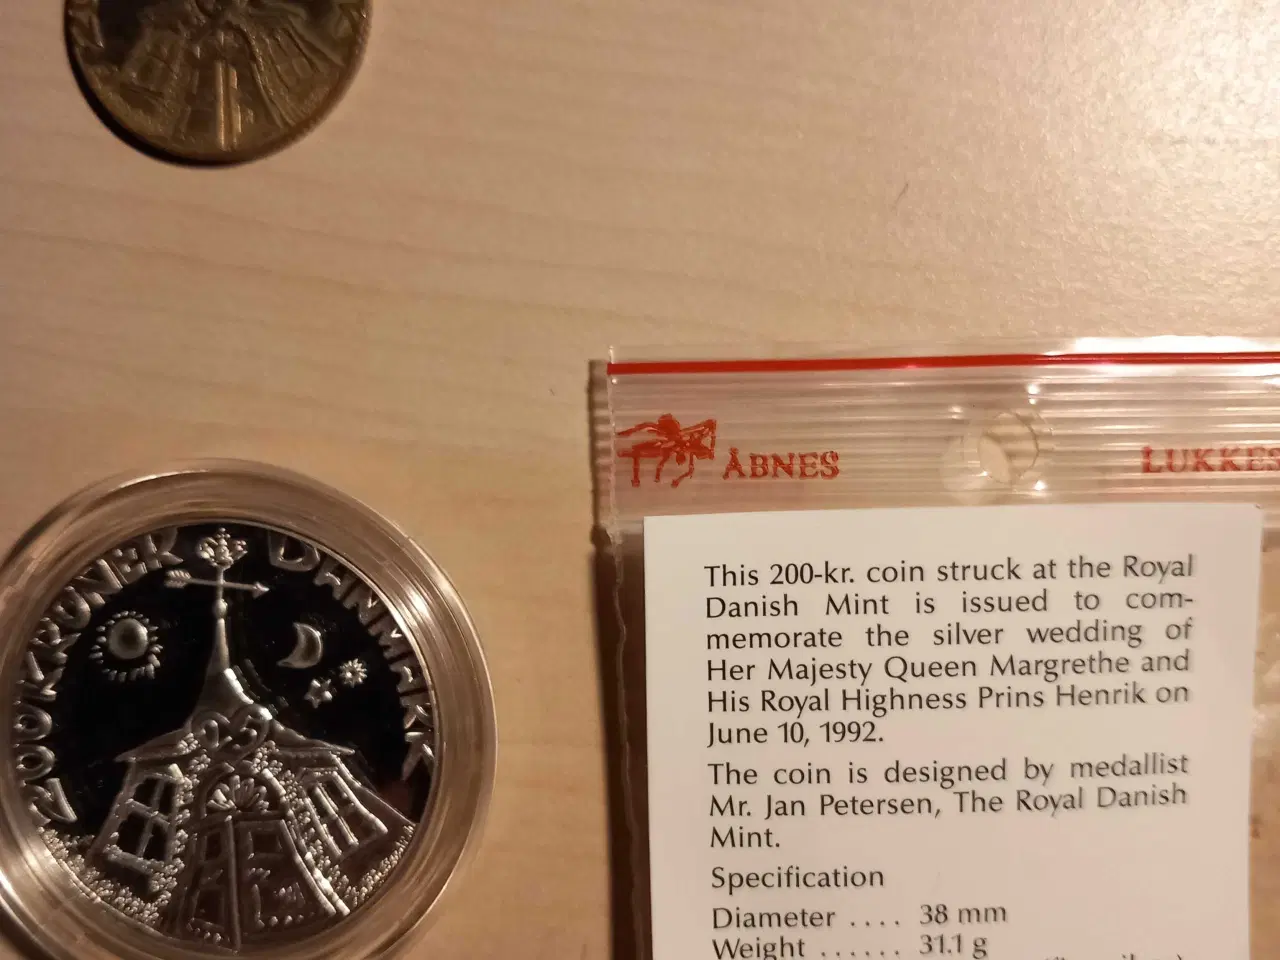 ÅBNES
LUKKES
This 200-kr. coin struck at the Royal
Danish Mint is issued to com-
memorate the silver wedding of
Her Majesty Queen Margrethe and
His Royal Highness Prins Henrik on
June 10, 1992.
The coin is designed by medallist
Mr. Jan Petersen, The Royal Danish
Mint.
Specification
Diameter .... 38 mm
Weight ...... 31.1 g
200 KRONER DANMARK
25